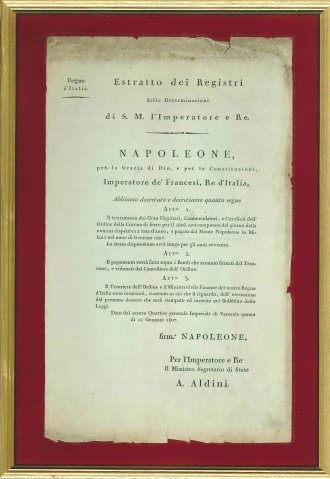 Regno
d'Italia.
Estratto dei Registri
delle Determinazioni
di S. M. l'Imperatore e Re.
NAPOLEONE,
per la Grazia di Dio, e per le Constituzioni,
Imperatore de' Francesi, Re d'Italia,
Abbiamo decretato e decretiamo quanto segue
Art.° 1.
Il trattamento dei Gran Dignitarj, Commendatori, e Cavalieri dell'
Ordine della Corona di ferro per il 1806 sarà computato dal giorno della
nomina rispettiva a tutto l'anno, e pagato dal Monte Napoleone in Mi-
lano nel mese di Gennajo 1807.
La stessa disposizione avrà luogo per gli anni avvenire.
Art.° 2.
Il pagamento verrà fatto sopra i Ruoli che saranno firmati dal Teso-
riere, e vidimati dal Cancelliere dell'Ordine.
Art.° 3.
Il Tesoriere dell'Ordine e il Ministro delle Finanze del nostro Regno
d'Italia sono incaricati, ciascuno in ciò che li riguarda, dell'esecuzione
del presente decreto che sarà stampato ed inserito nel Bollettino delle
Leggi
Dato dal nostro Quartier generale Imperiale di Varsavia questo
dì 12 Gennajo 1807.
firm.° NAPOLEONE,
Per l'Imperatore e Re
Il Ministro Segretario di Stato
A. Aldini.